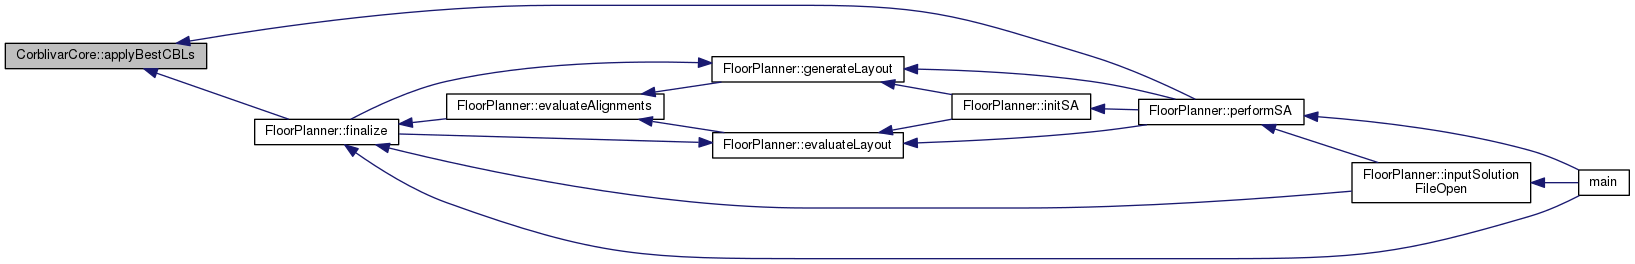 CorblivarCore::applyBestCBLs
FloorPlanner::finalize
FloorPlanner::evaluateAlignments
FloorPlanner::generateLayout
FloorPlanner::evaluateLayout
FloorPlanner::initSA
FloorPlanner::performSA
FloorPlanner::inputSolution
FileOpen
main